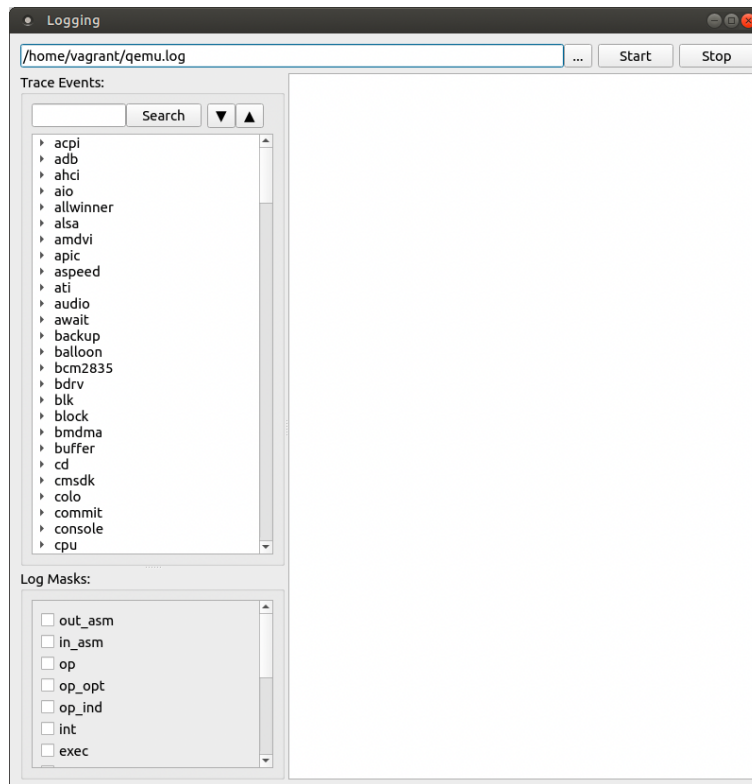 Logging
/home/vagrant/qemu.log
...
Start
Stop
Trace Events:
Search
▼
▲
acpi
adb
ahci
aio
allwinner
alsa
amdvi
apic
aspeed
ati
audio
await
backup
balloon
bcm2835
bdrv
blk
block
bmdma
buffer
cd
cmsdk
colo
commit
console
cpu
Log Masks:
out_asm
in_asm
op
op_opt
op_ind
int
exec